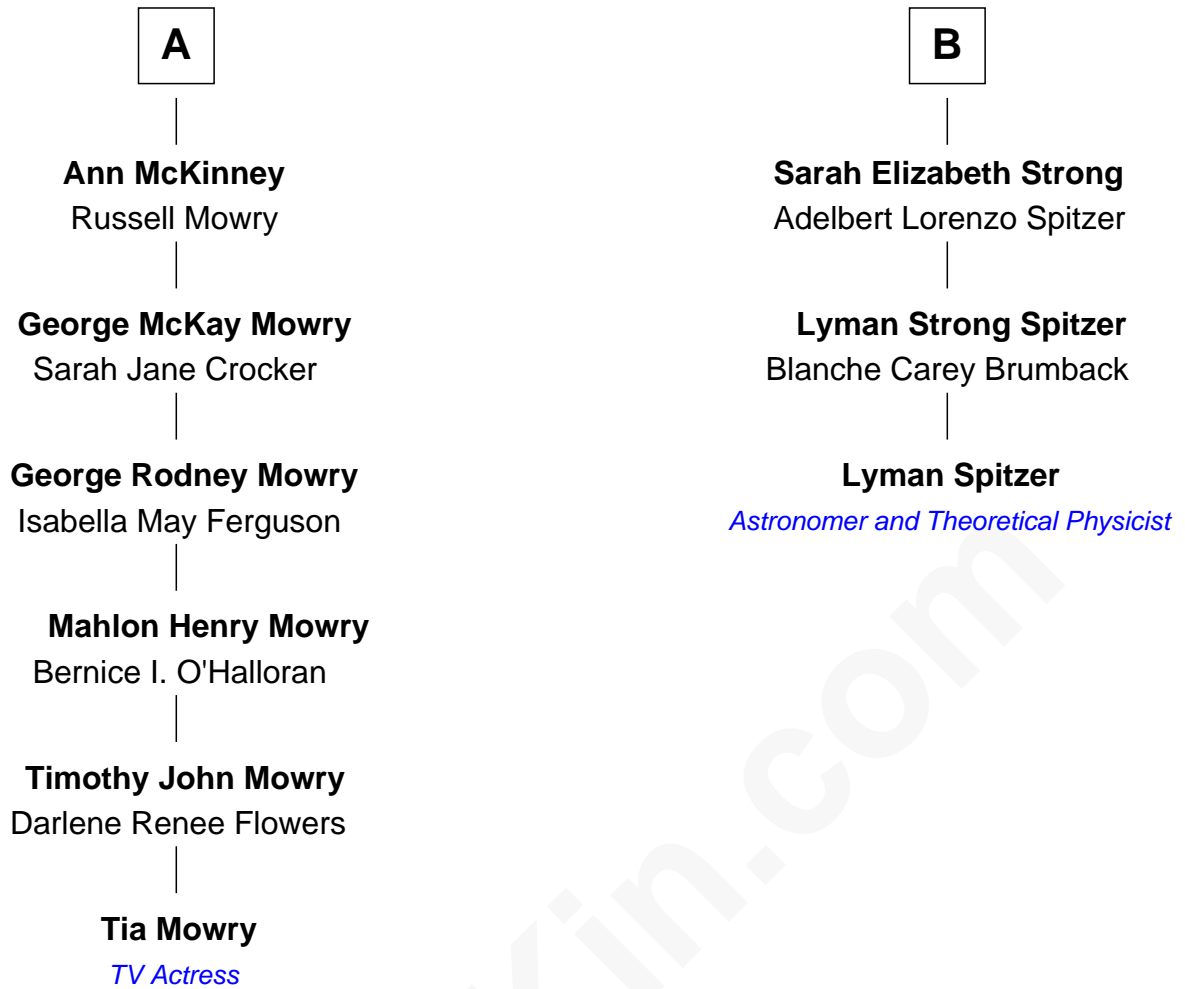 A
Ann McKinney
Russell Mowry
George McKay Mowry
Sarah Jane Crocker
George Rodney Mowry
Isabella May Ferguson
Mahlon Henry Mowry
Bernice I. O'Halloran
Timothy John Mowry
Darlene Renee Flowers
Tia Mowry
TV Actress
B
Sarah Elizabeth Strong
Adelbert Lorenzo Spitzer
Lyman Strong Spitzer
Blanche Carey Brumback
Lyman Spitzer
Astronomer and Theoretical Physicist
Kin.com